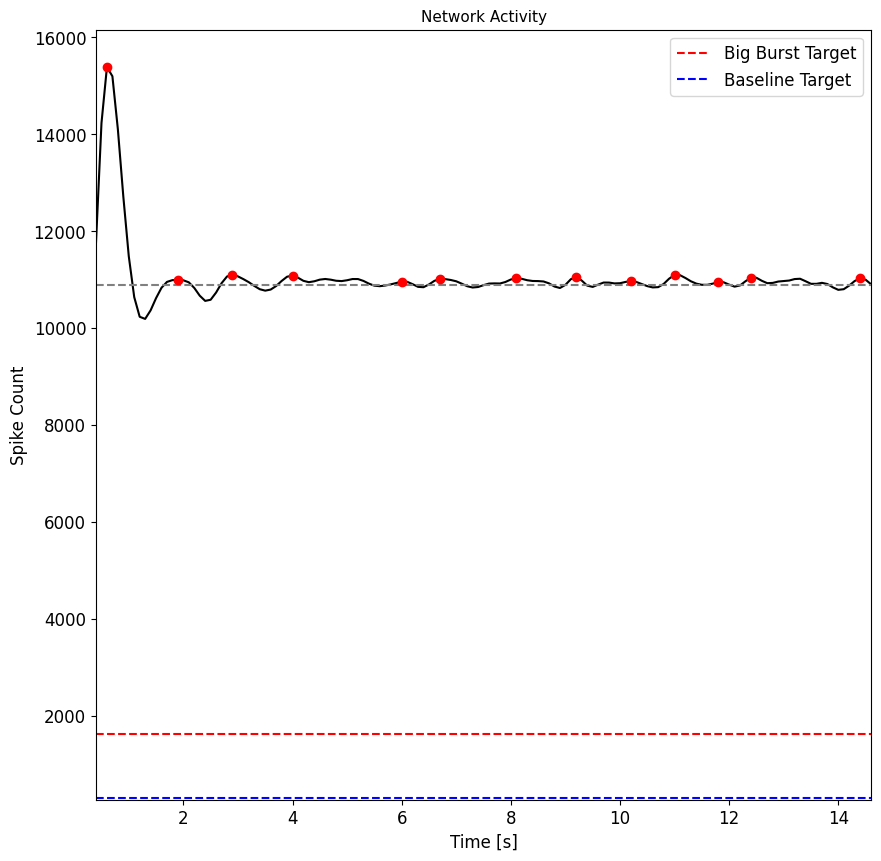 Network Activity
Big Burst Target
Baseline Target
16000
14000
12000
10000
8000
6000
4000
2000
Spike Count
2 4 6 8 10 12 14
Time [s]